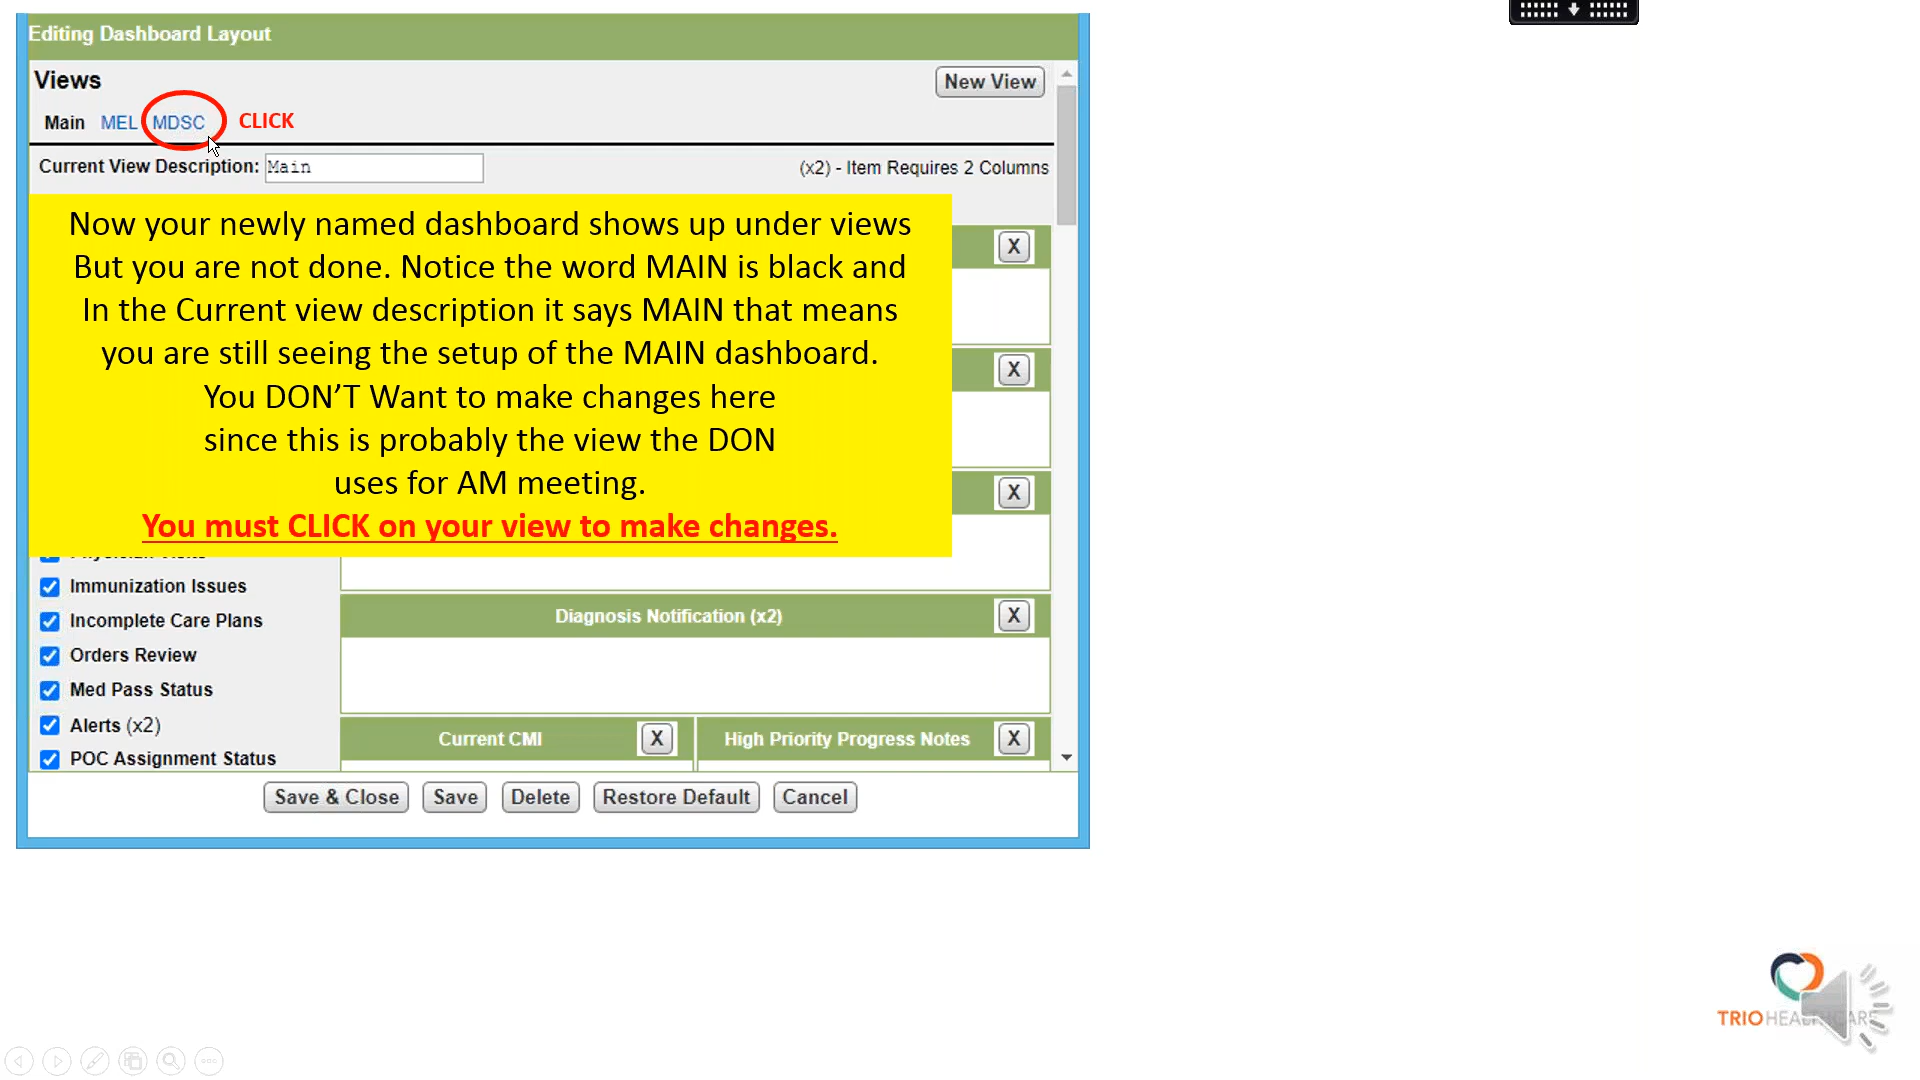 Editing Dashboard Layout
Views
New View
Main MEL MDSC CLICK
Current View Description: Main
(x2) - Item Requires 2 Columns
Now your newly named dashboard shows up under views
But you are not done. Notice the word MAIN is black and
In the Current view description it says MAIN that means
you are still seeing the setup of the MAIN dashboard.
You DON'T Want to make changes here
since this is probably the view the DON
uses for AM meeting.
You must CLICK on your view to make changes.
X
X
X
Immunization Issues
Incomplete Care Plans
Orders Review
Med Pass Status
Alerts (x2)
POC Assignment Status
Diagnosis Notification (x2) X
Current CMI X
High Priority Progress Notes X
Save & Close Save Delete Restore Default Cancel
TRIO HEALTHCARE